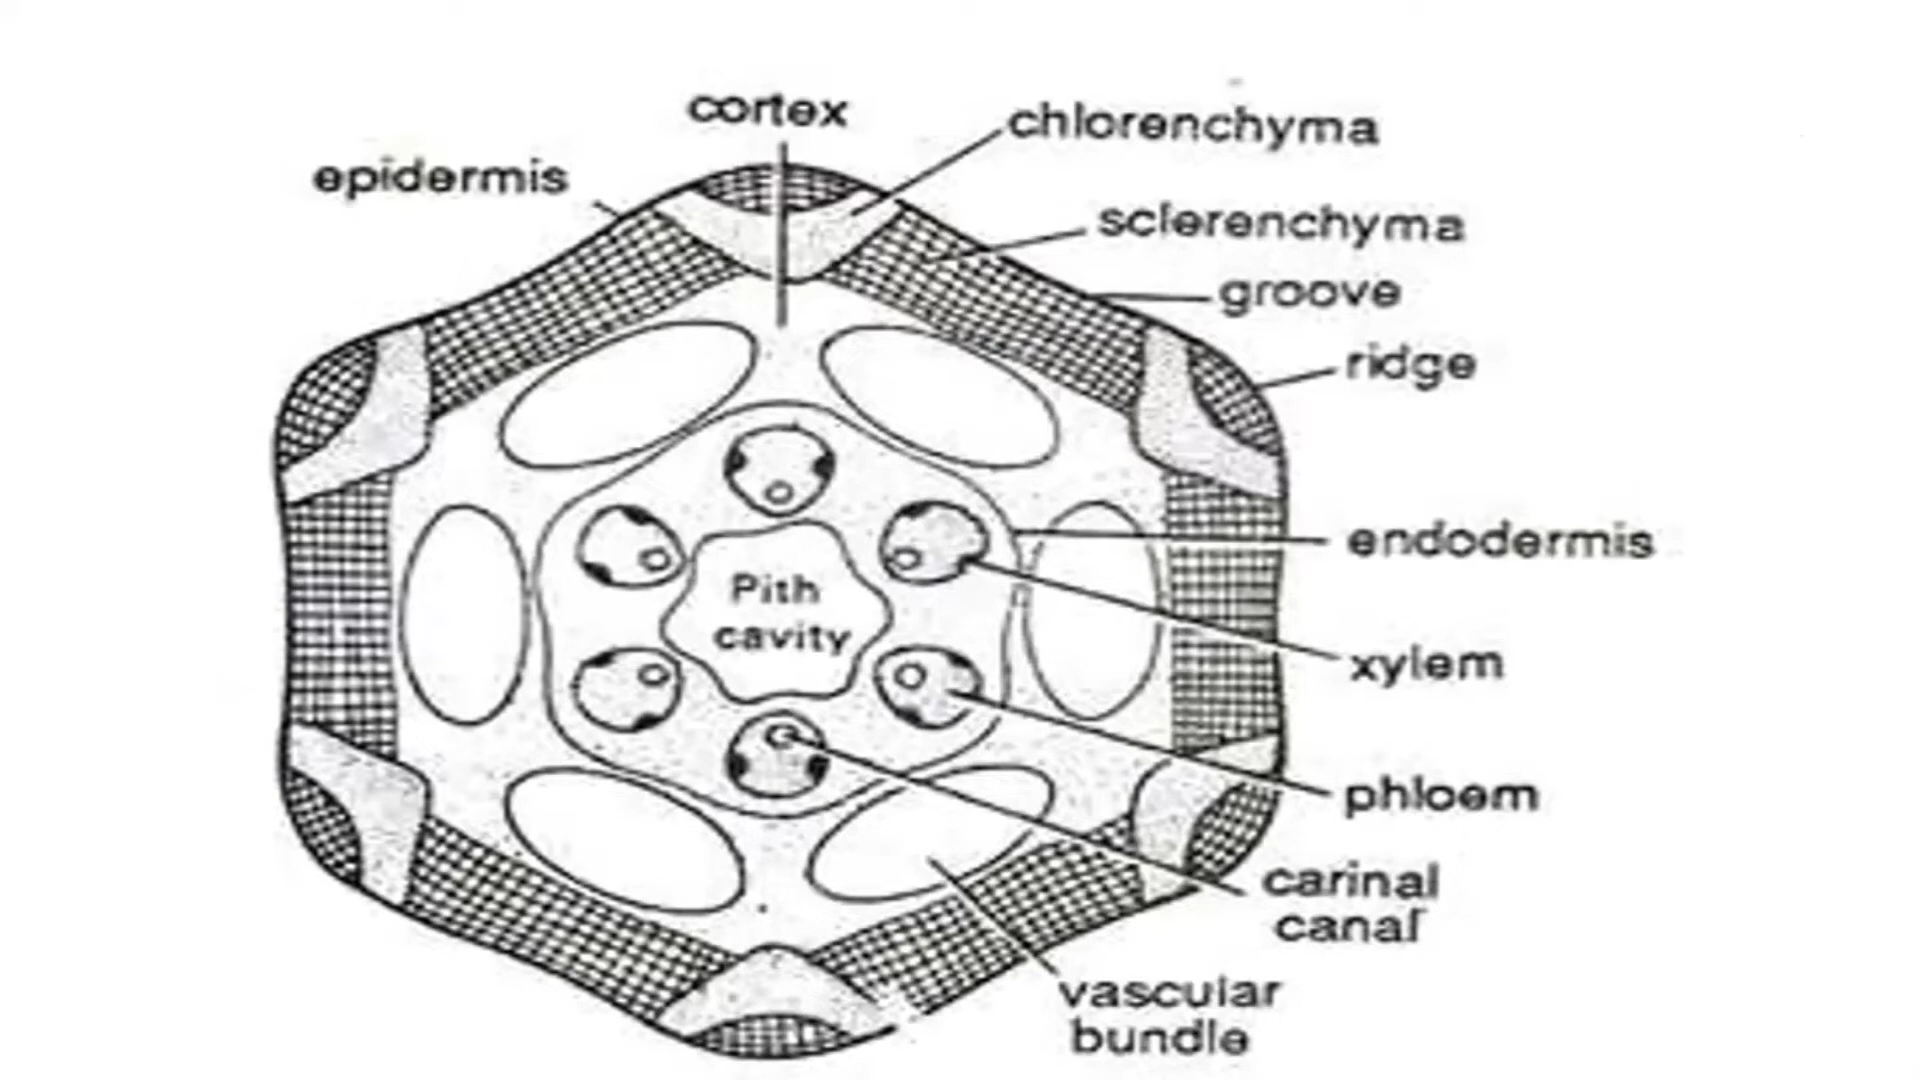 cortex
chlorenchyma
epidermis
sclerenchyma
groove
ridge
endodermis
Pith
cavity
xylem
phloem
carinal
canal
vascular
bundle